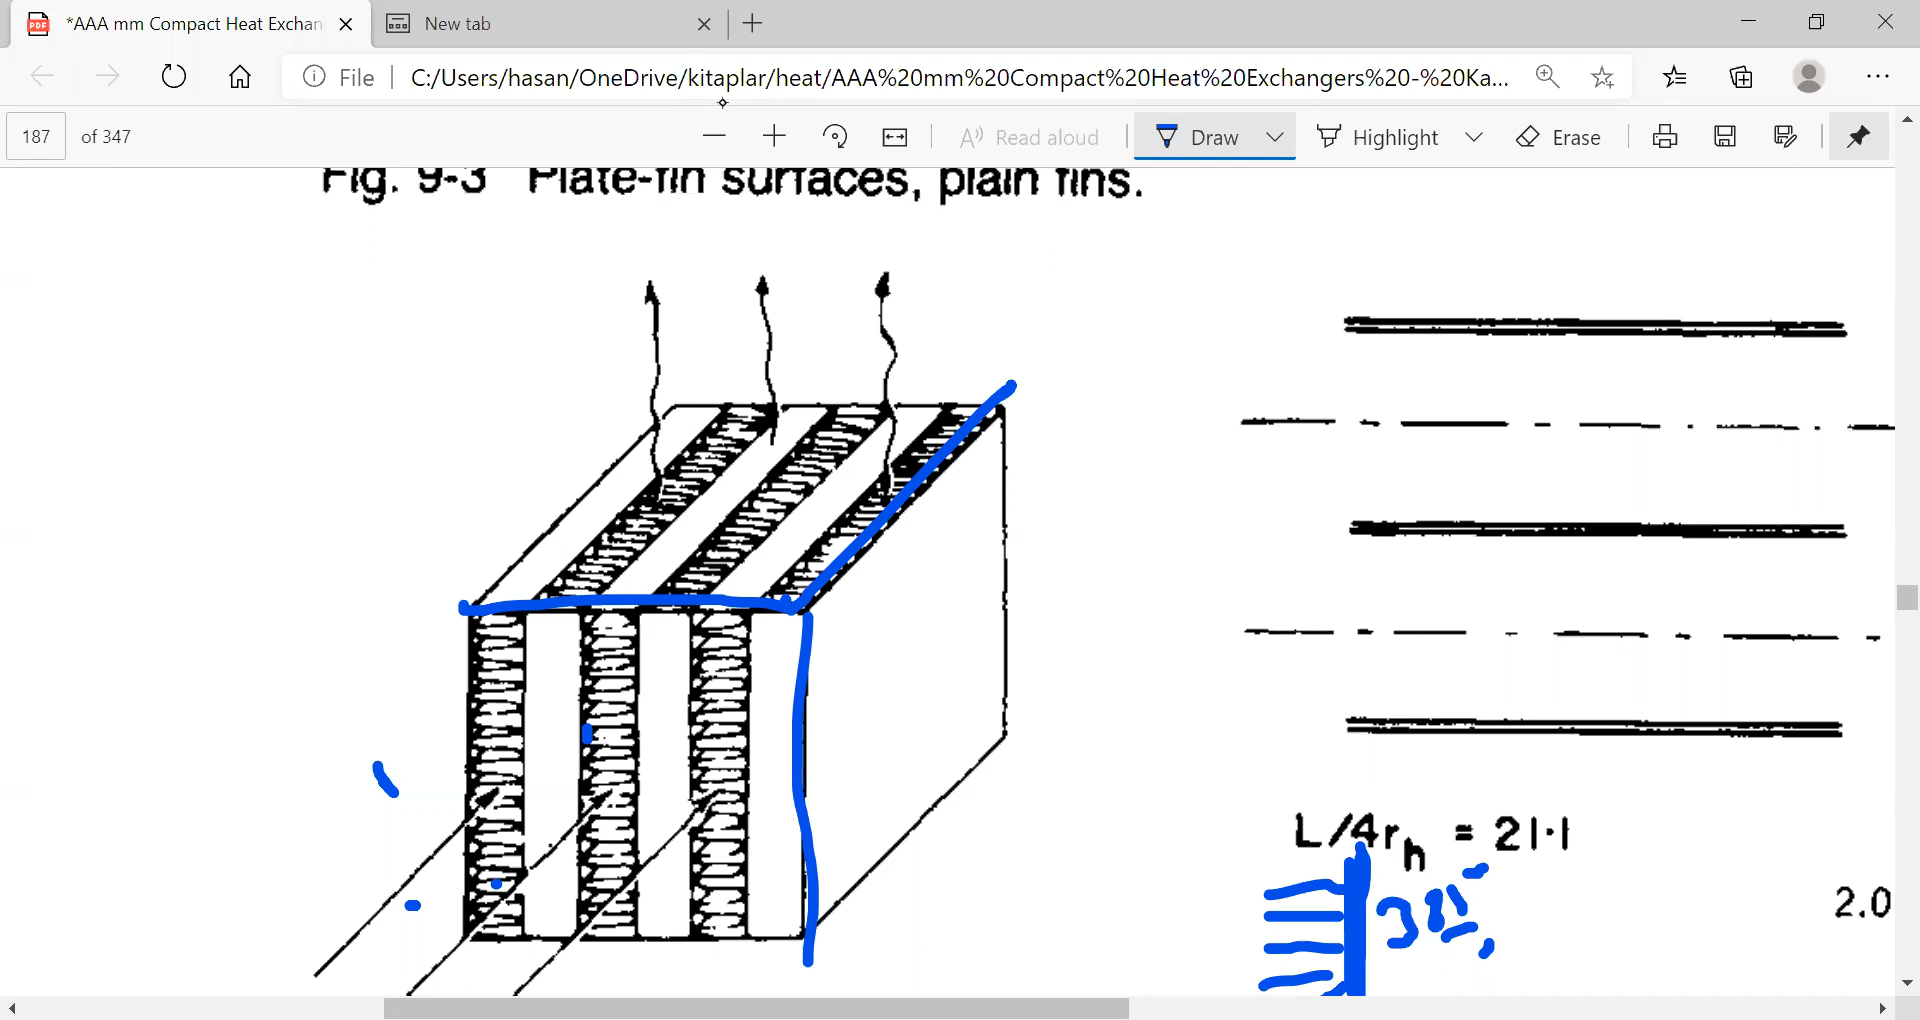 *AAA mm Compact Heat Exchan
New tab
File
C:/Users/hasan/OneDrive/kitaplar/heat/AAA%20mm%20Compact%20Heat%20Exchangers%20-%20Ka...
187 of 347
Read aloud
Draw
Highlight
Erase
Fig. 9-3 Plate-fin surfaces, plain fins.
L/4rh = 21·1
2.0